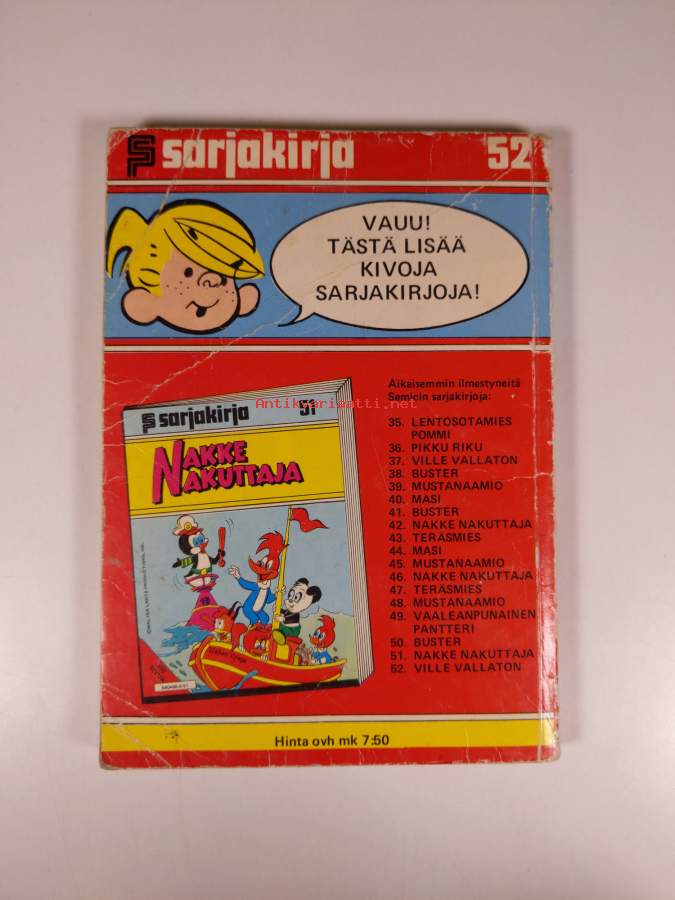 sarjakirja 52
VAUU!
TÄSTÄ LISÄÄ
KIVOJA
SARJAKIRJOJA!
Aikaisemmin ilmestyneitä
Semicin sarjakirjoja:
35. LENTOSOTAMIES
POMMI
36. PIKKU RIKU
37. VILLE VALLATON
38. BUSTER
39. MUSTANAAMIO
40. MASI
41. BUSTER
42. NAKKE NAKUTTAJA
43. TERÄSMIES
44. MASI
45. MUSTANAAMIO
46. NAKKE NAKUTTAJA
47. TERÄSMIES
48. MUSTANAAMIO
49. VAALEANPUNAINEN
PANTTERI
50. BUSTER
51. NAKKE NAKUTTAJA
52. VILLE VALLATON
sarjakirja 51
NAKKE
NAKUTTAJA
Antikvariaatti.net
Hinta ovh mk 7:50